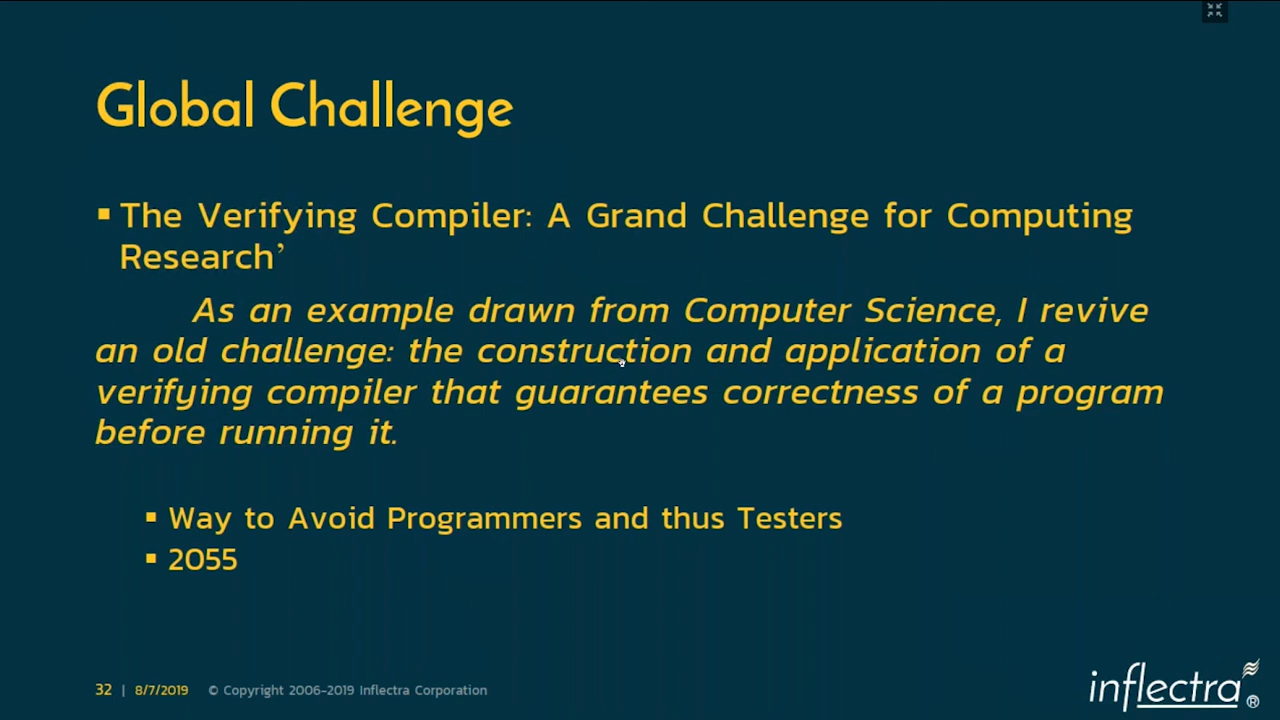 Global Challenge
▪ The Verifying Compiler: A Grand Challenge for Computing
Research’
As an example drawn from Computer Science, I revive
an old challenge: the construction and application of a
verifying compiler that guarantees correctness of a program
before running it.
▪ Way to Avoid Programmers and thus Testers
▪ 2055
32 | 8/7/2019 © Copyright 2006-2019 Inflectra Corporation
inflectra®